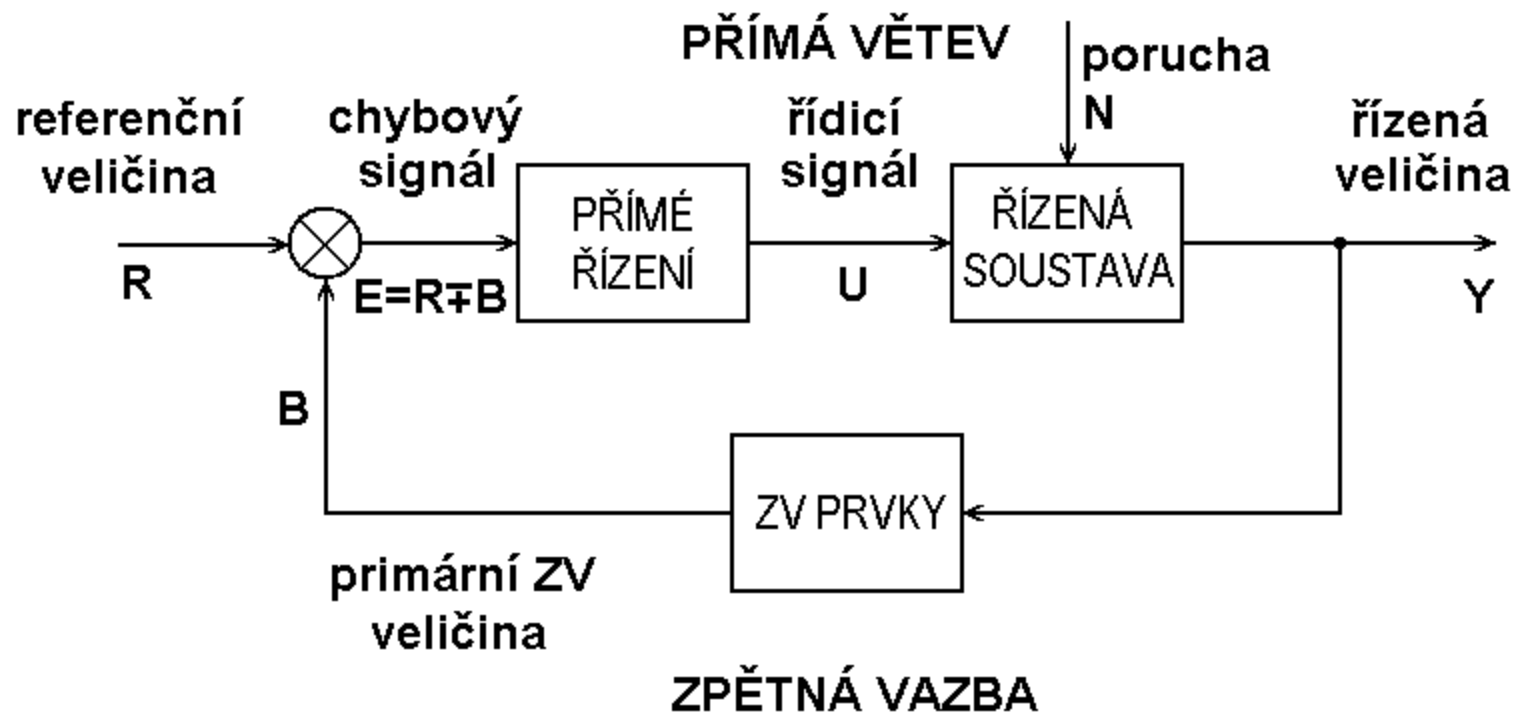 PŘÍMÁ VĚTEV
porucha
N
referenční
veličina
chybový
signál
řídicí
signál
řízená
veličina
PŘÍMÉ
ŘÍZENÍ
ŘÍZENÁ
SOUSTAVA
R
E=R∓B
U
Y
B
ZV PRVKY
primární ZV
veličina
ZPĚTNÁ VAZBA